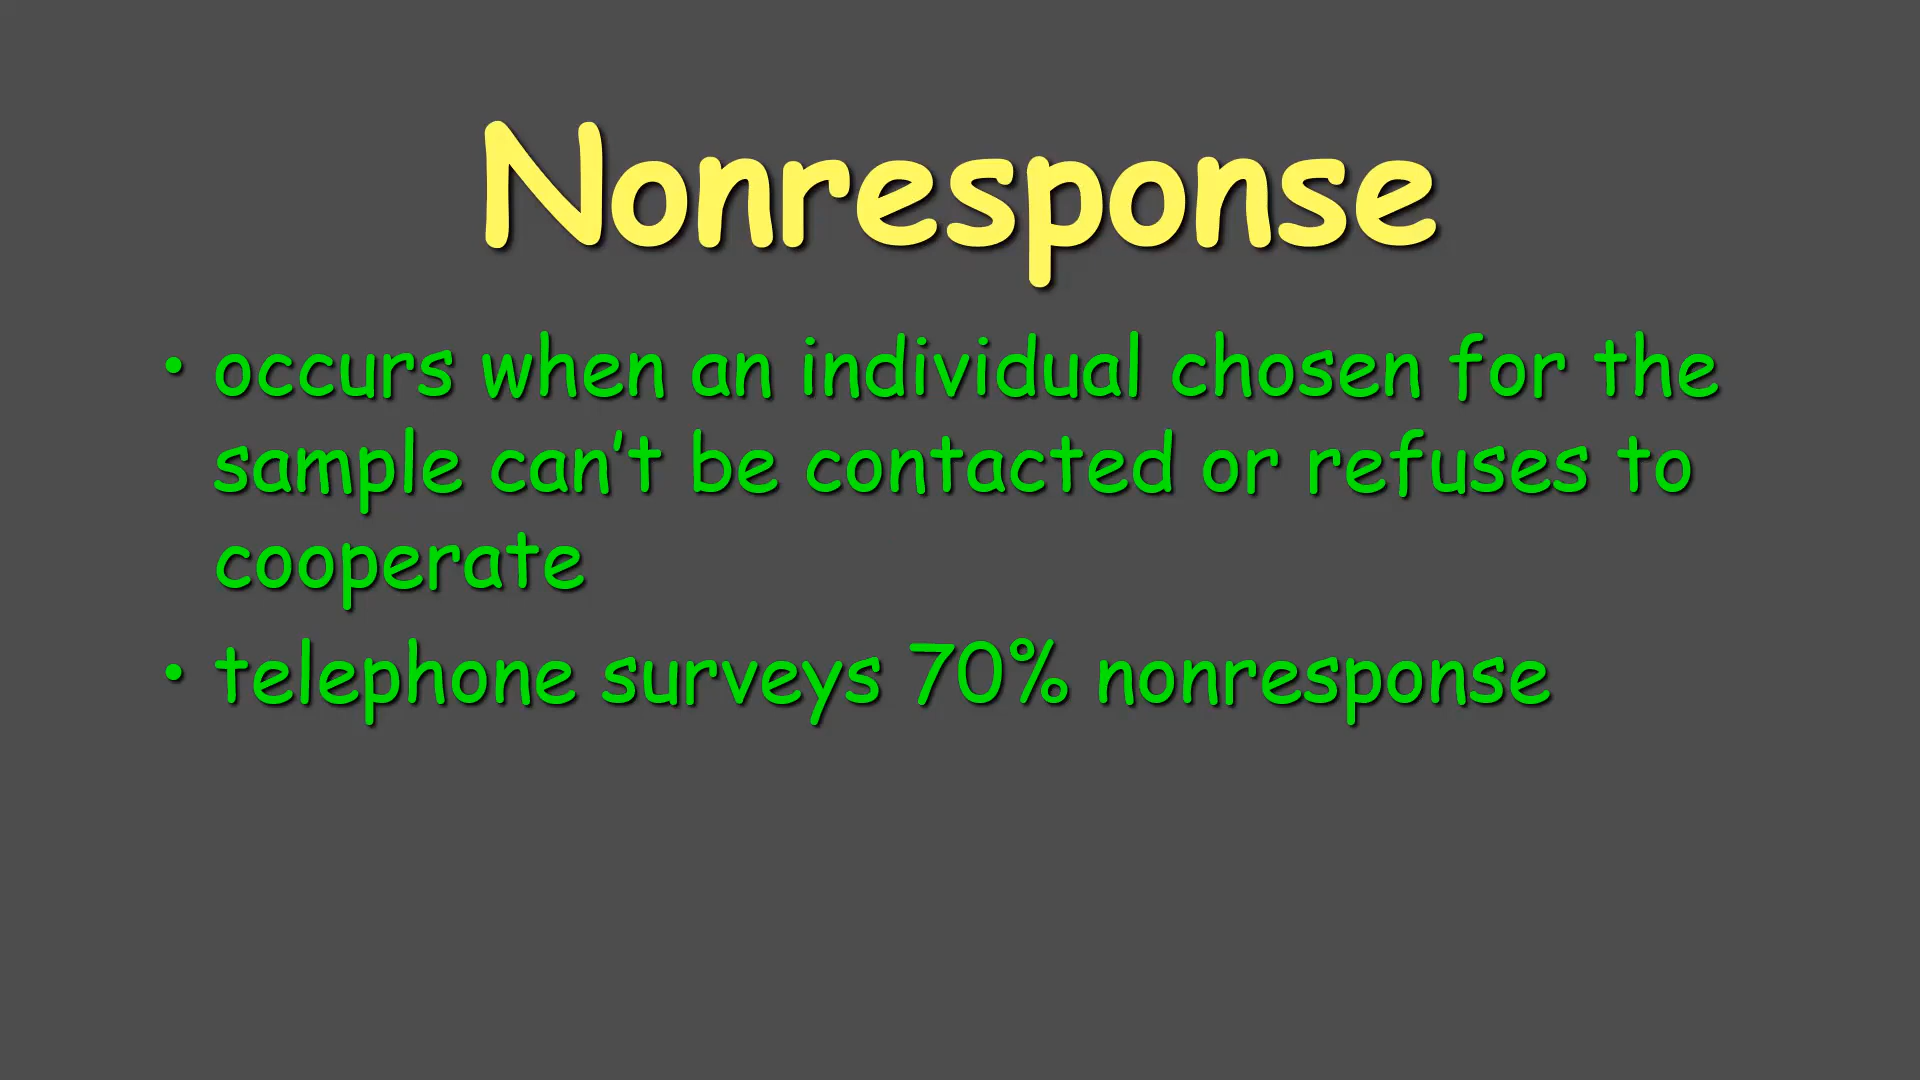 Nonresponse
• occurs when an individual chosen for the
sample can’t be contacted or refuses to
cooperate
• telephone surveys 70% nonresponse